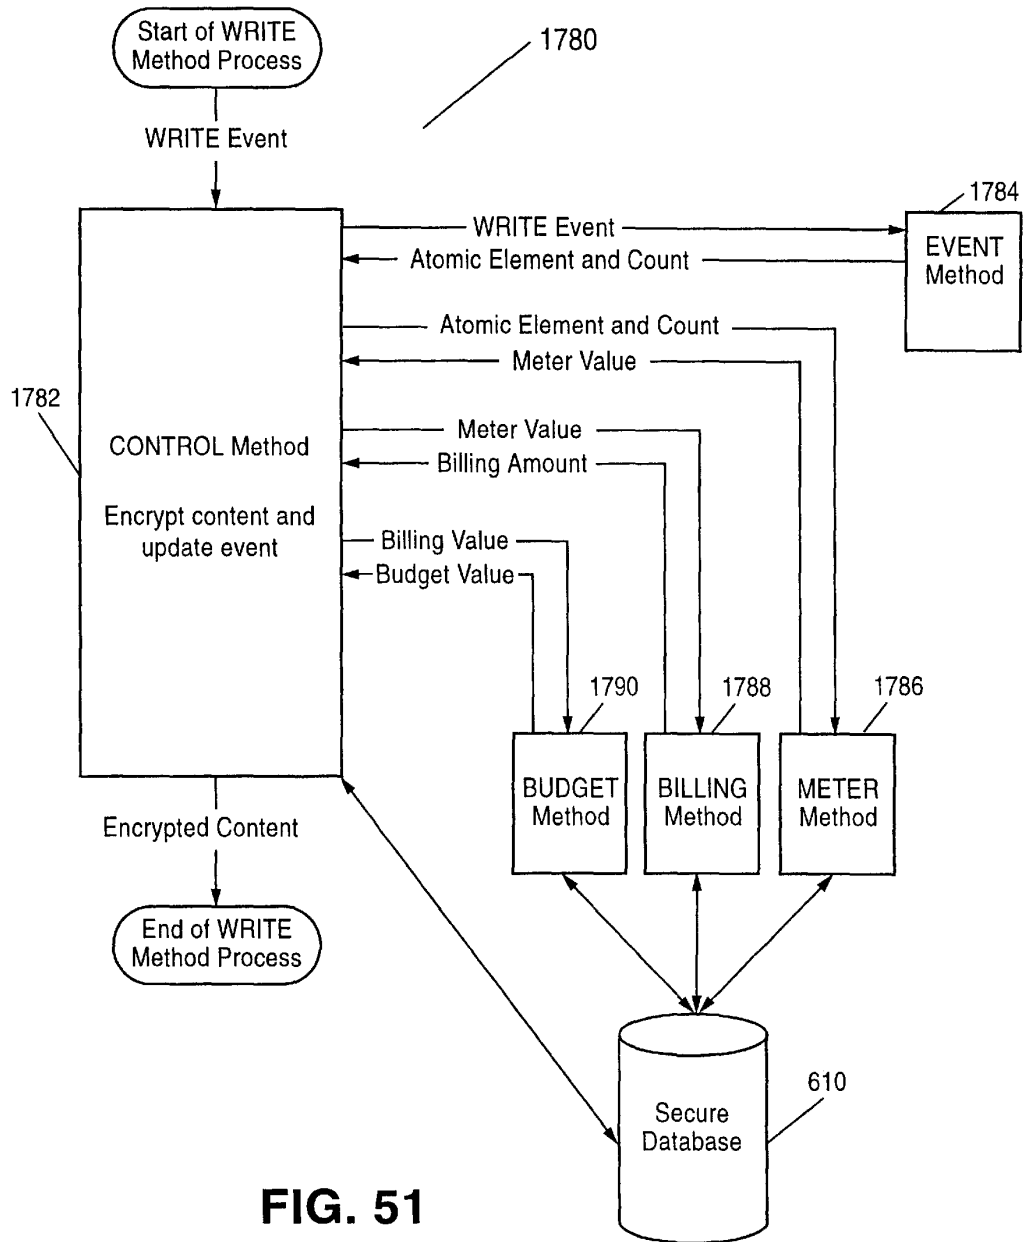 Start of WRITE
Method Process
1780
WRITE Event
1784
WRITE Event
EVENT
Method
Atomic Element and Count
Atomic Element and Count
Meter Value
1782
CONTROL Method
Encrypt content and
update event
Meter Value
Billing Amount
Billing Value
Budget Value
1790
1788
1786
BUDGET
Method
BILLING
Method
METER
Method
Encrypted Content
End of WRITE
Method Process
610
Secure
Database
FIG. 51